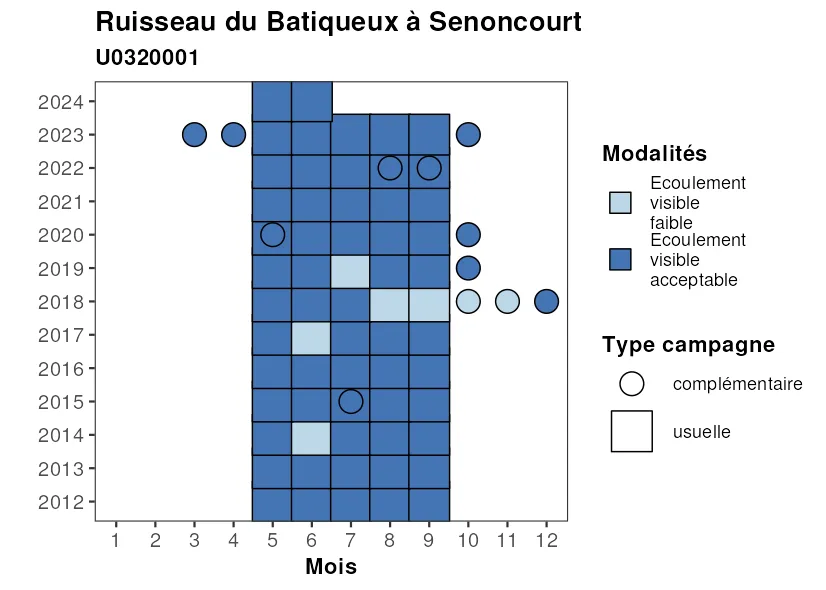 Ruisseau du Batiqueux à Senoncourt
U0320001
2024
2023
2022
2021
2020
2019
2018
2017
2016
2015
2014
2013
2012
1 2 3 4 5 6 7 8 9 10 11 12
Mois
Modalités
Ecoulement
visible
faible
Ecoulement
visible
acceptable
Type campagne
complémentaire
usuelle